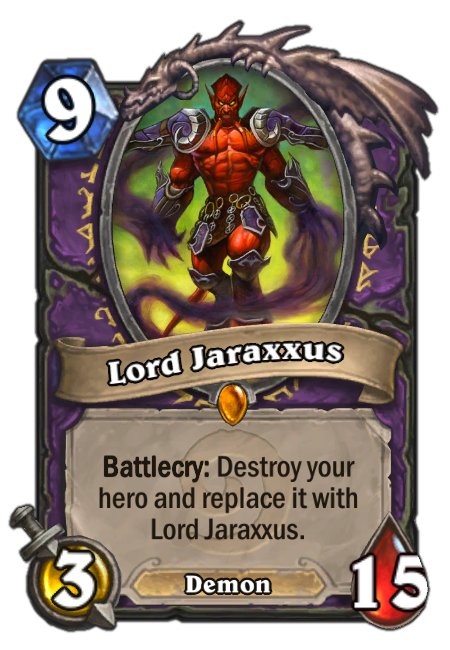 9
Lord Jaraxxus
Battlecry: Destroy your
hero and replace it with
Lord Jaraxxus.
3
Demon
15